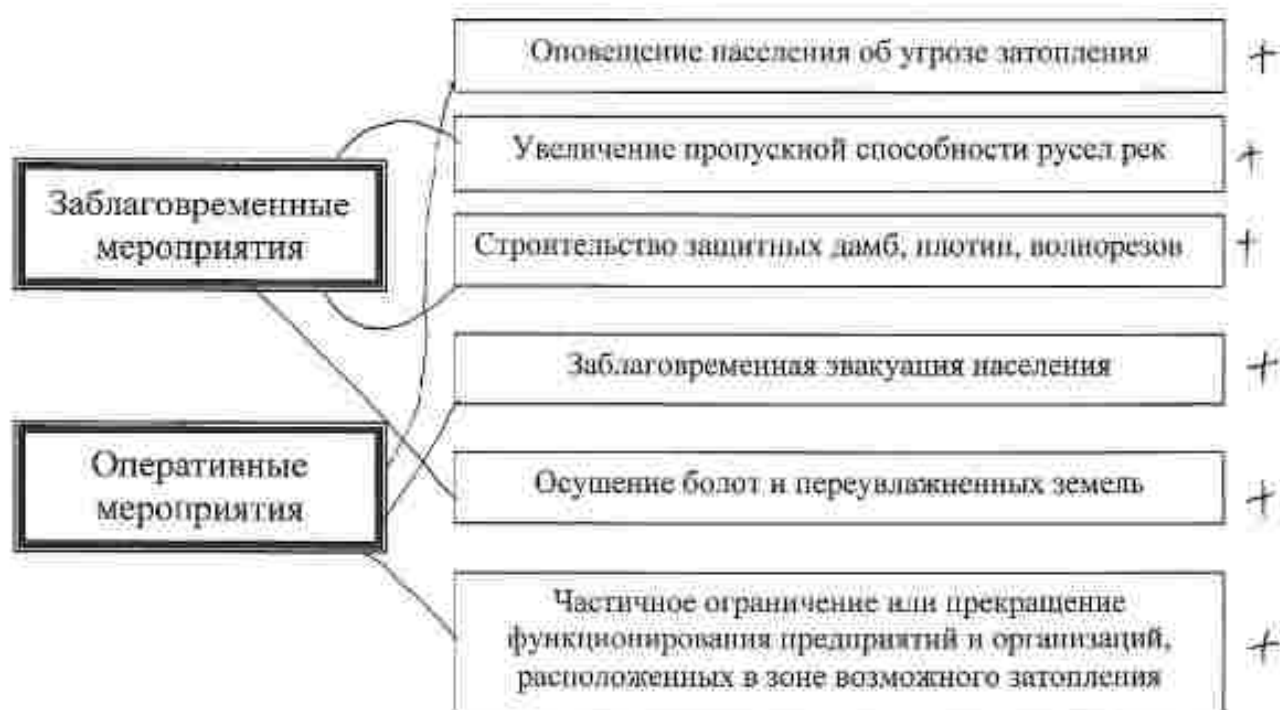 Оповещение населения об угрозе затопления +
Увеличение пропускной способности русел рек +
Заблаговременные
мероприятия
Строительство защитных дамб, плотин, волнорезов +
Заблаговременная эвакуация населения +
Оперативные
мероприятия
Осушение болот и переувлажненных земель +
Частичное ограничение или прекращение
функционирования предприятий и организаций, +
расположенных в зоне возможного затопления